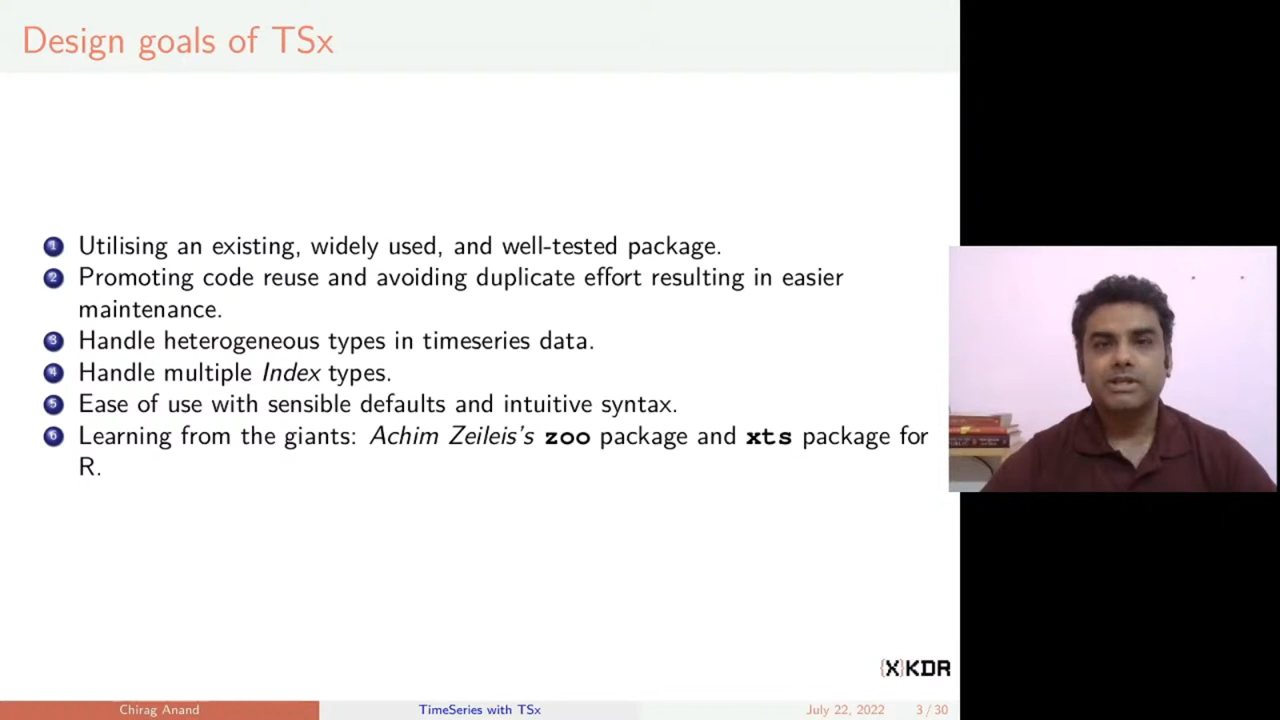 Design goals of TSx
1 Utilising an existing, widely used, and well-tested package.
2 Promoting code reuse and avoiding duplicate effort resulting in easier
maintenance.
3 Handle heterogeneous types in timeseries data.
4 Handle multiple Index types.
5 Ease of use with sensible defaults and intuitive syntax.
6 Learning from the giants: Achim Zeileis's zoo package and xts package for
R.
{X}KDR
Chirag Anand TimeSeries with TSx July 22, 2022 3 / 30